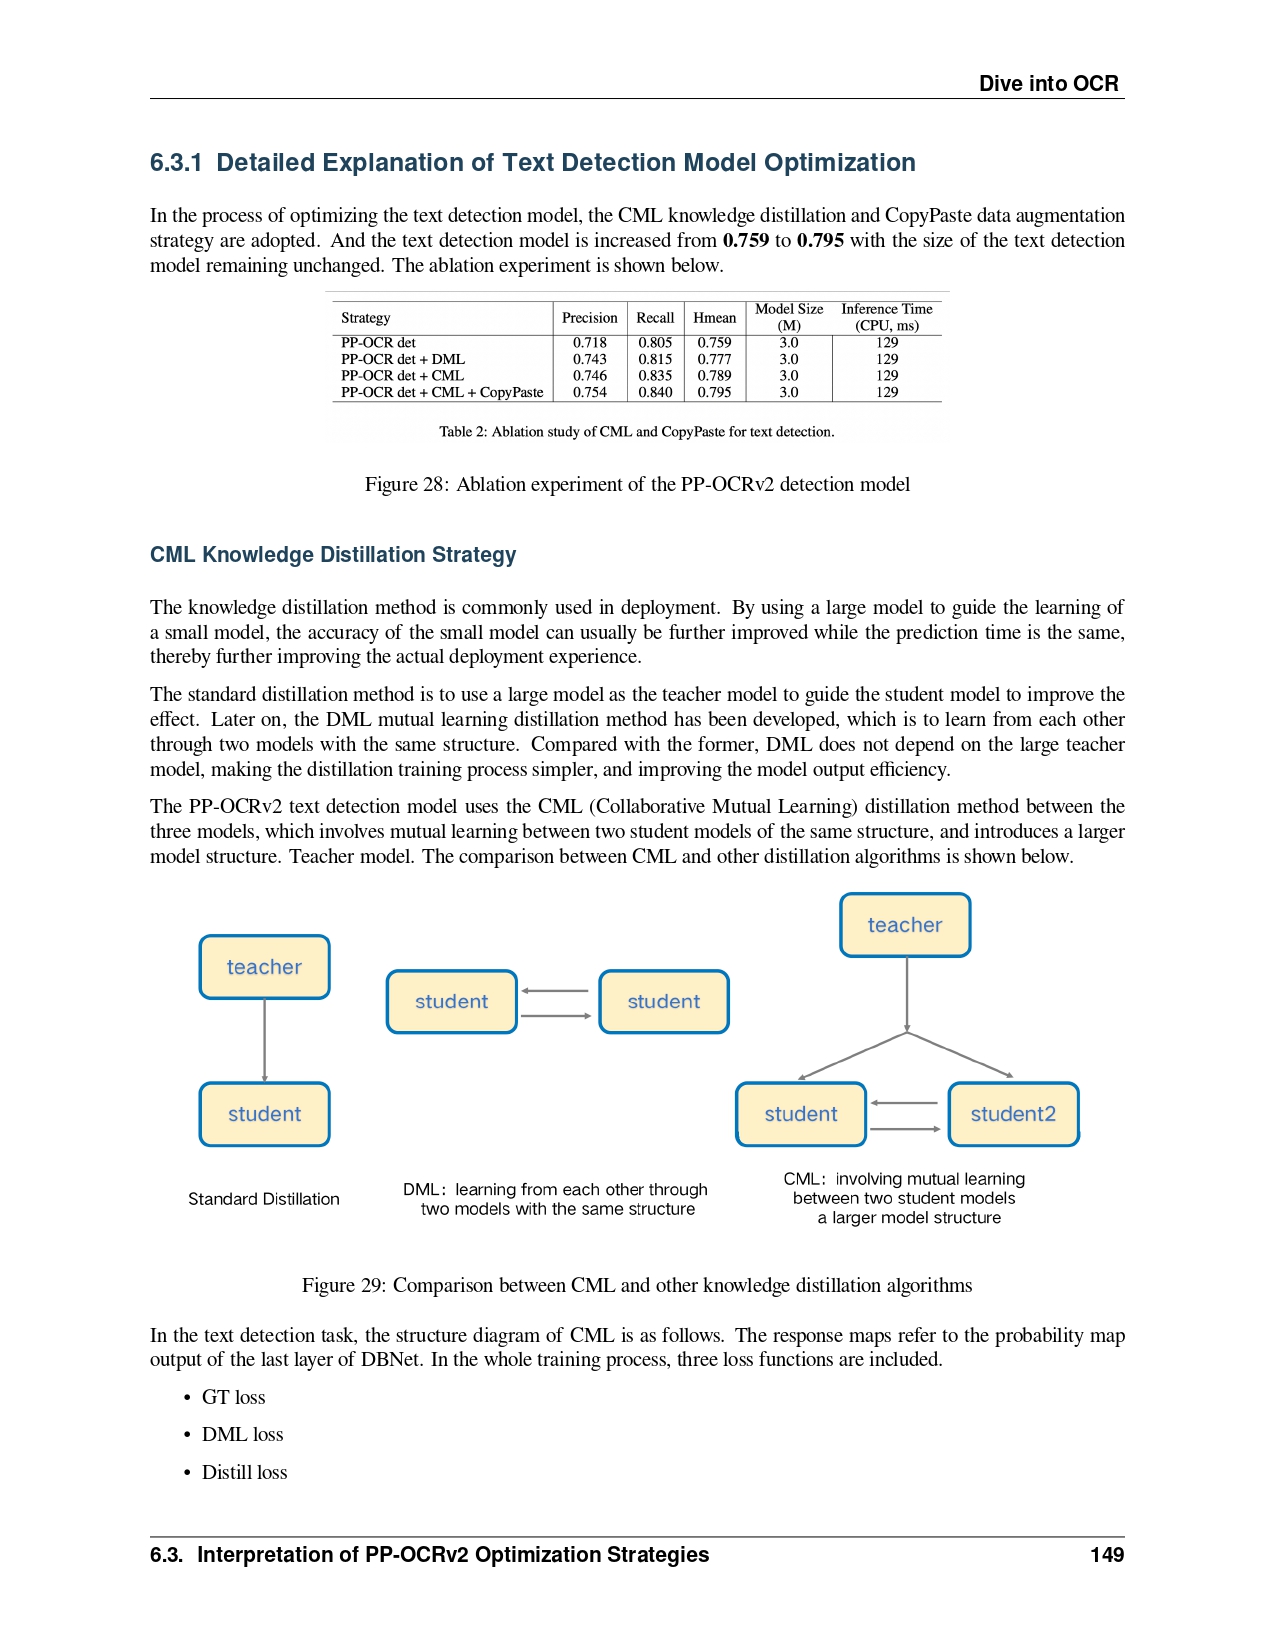 Dive into OCR
6.3.1 Detailed Explanation of Text Detection Model Optimization
In the process of optimizing the text detection model, the CML knowledge distillation and CopyPaste data augmentation
strategy are adopted. And the text detection model is increased from 0.759 to 0.795 with the size of the text detection
model remaining unchanged. The ablation experiment is shown below.
Strategy Precision Recall Hmean Model Size (M) Inference Time (CPU, ms)
PP-OCR det 0.718 0.805 0.759 3.0 129
PP-OCR det + DML 0.743 0.815 0.777 3.0 129
PP-OCR det + CML 0.746 0.835 0.789 3.0 129
PP-OCR det + CML + CopyPaste 0.754 0.840 0.795 3.0 129
Table 2: Ablation study of CML and CopyPaste for text detection.
Figure 28: Ablation experiment of the PP-OCRv2 detection model
CML Knowledge Distillation Strategy
The knowledge distillation method is commonly used in deployment. By using a large model to guide the learning of
a small model, the accuracy of the small model can usually be further improved while the prediction time is the same,
thereby further improving the actual deployment experience.
The standard distillation method is to use a large model as the teacher model to guide the student model to improve the
effect. Later on, the DML mutual learning distillation method has been developed, which is to learn from each other
through two models with the same structure. Compared with the former, DML does not depend on the large teacher
model, making the distillation training process simpler, and improving the model output efficiency.
The PP-OCRv2 text detection model uses the CML (Collaborative Mutual Learning) distillation method between the
three models, which involves mutual learning between two student models of the same structure, and introduces a larger
model structure. Teacher model. The comparison between CML and other distillation algorithms is shown below.
teacher
student
Standard Distillation
student
student
DML: learning from each other through
two models with the same structure
teacher
student
student2
CML: involving mutual learning
between two student models
a larger model structure
Figure 29: Comparison between CML and other knowledge distillation algorithms
In the text detection task, the structure diagram of CML is as follows. The response maps refer to the probability map
output of the last layer of DBNet. In the whole training process, three loss functions are included.
• GT loss
• DML loss
• Distill loss
6.3. Interpretation of PP-OCRv2 Optimization Strategies 149